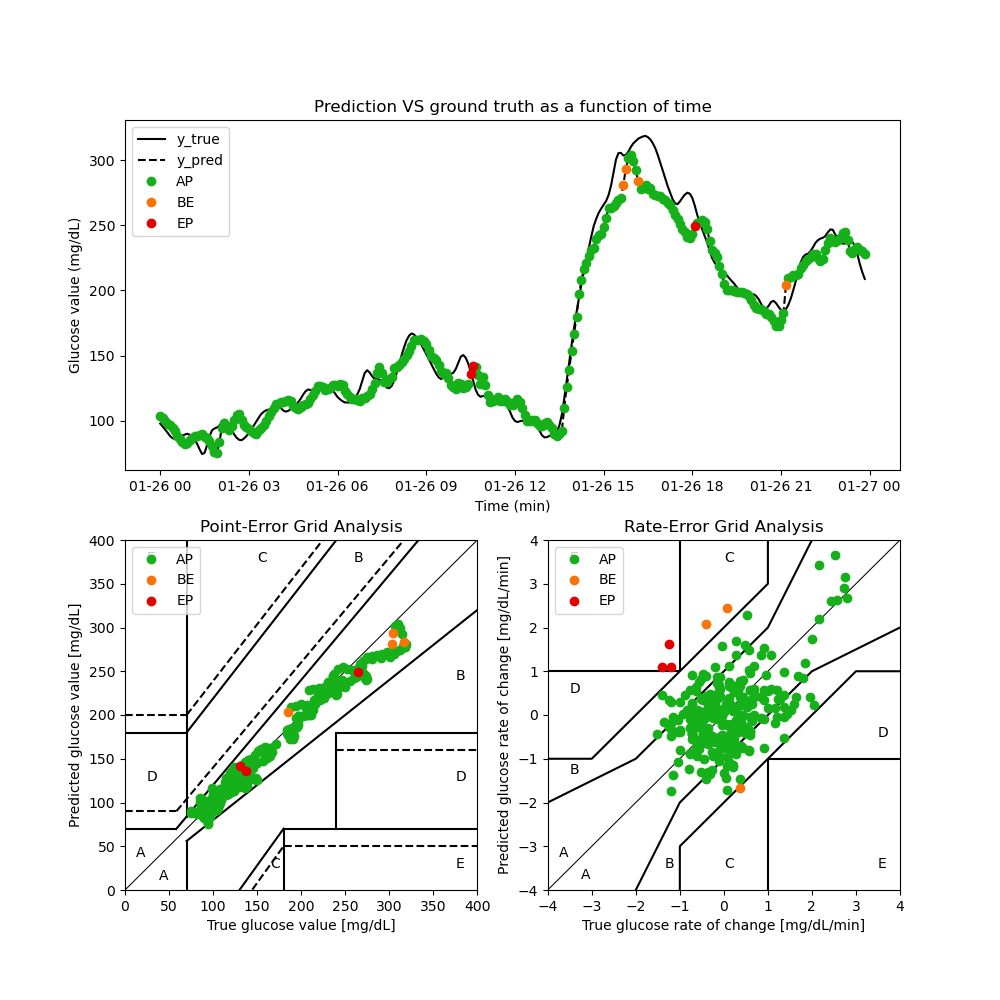 Prediction VS ground truth as a function of time
y_true
y_pred
AP
BE
EP
Glucose value (mg/dL)
300
250
200
150
100
01-26 00 01-26 03 01-26 06 01-26 09 01-26 12 01-26 15 01-26 18 01-26 21 01-27 00
Time (min)
Point-Error Grid Analysis
AP
BE
EP
C
B
B
D
D
A
A
C
E
Predicted glucose value [mg/dL]
400
350
300
250
200
150
100
50
0
0 50 100 150 200 250 300 350 400
True glucose value [mg/dL]
Rate-Error Grid Analysis
AP
BE
EP
C
D
D
B
A
A
B
C
E
Predicted glucose rate of change [mg/dL/min]
4
3
2
1
0
−1
−2
−3
−4
−4 −3 −2 −1 0 1 2 3 4
True glucose rate of change [mg/dL/min]